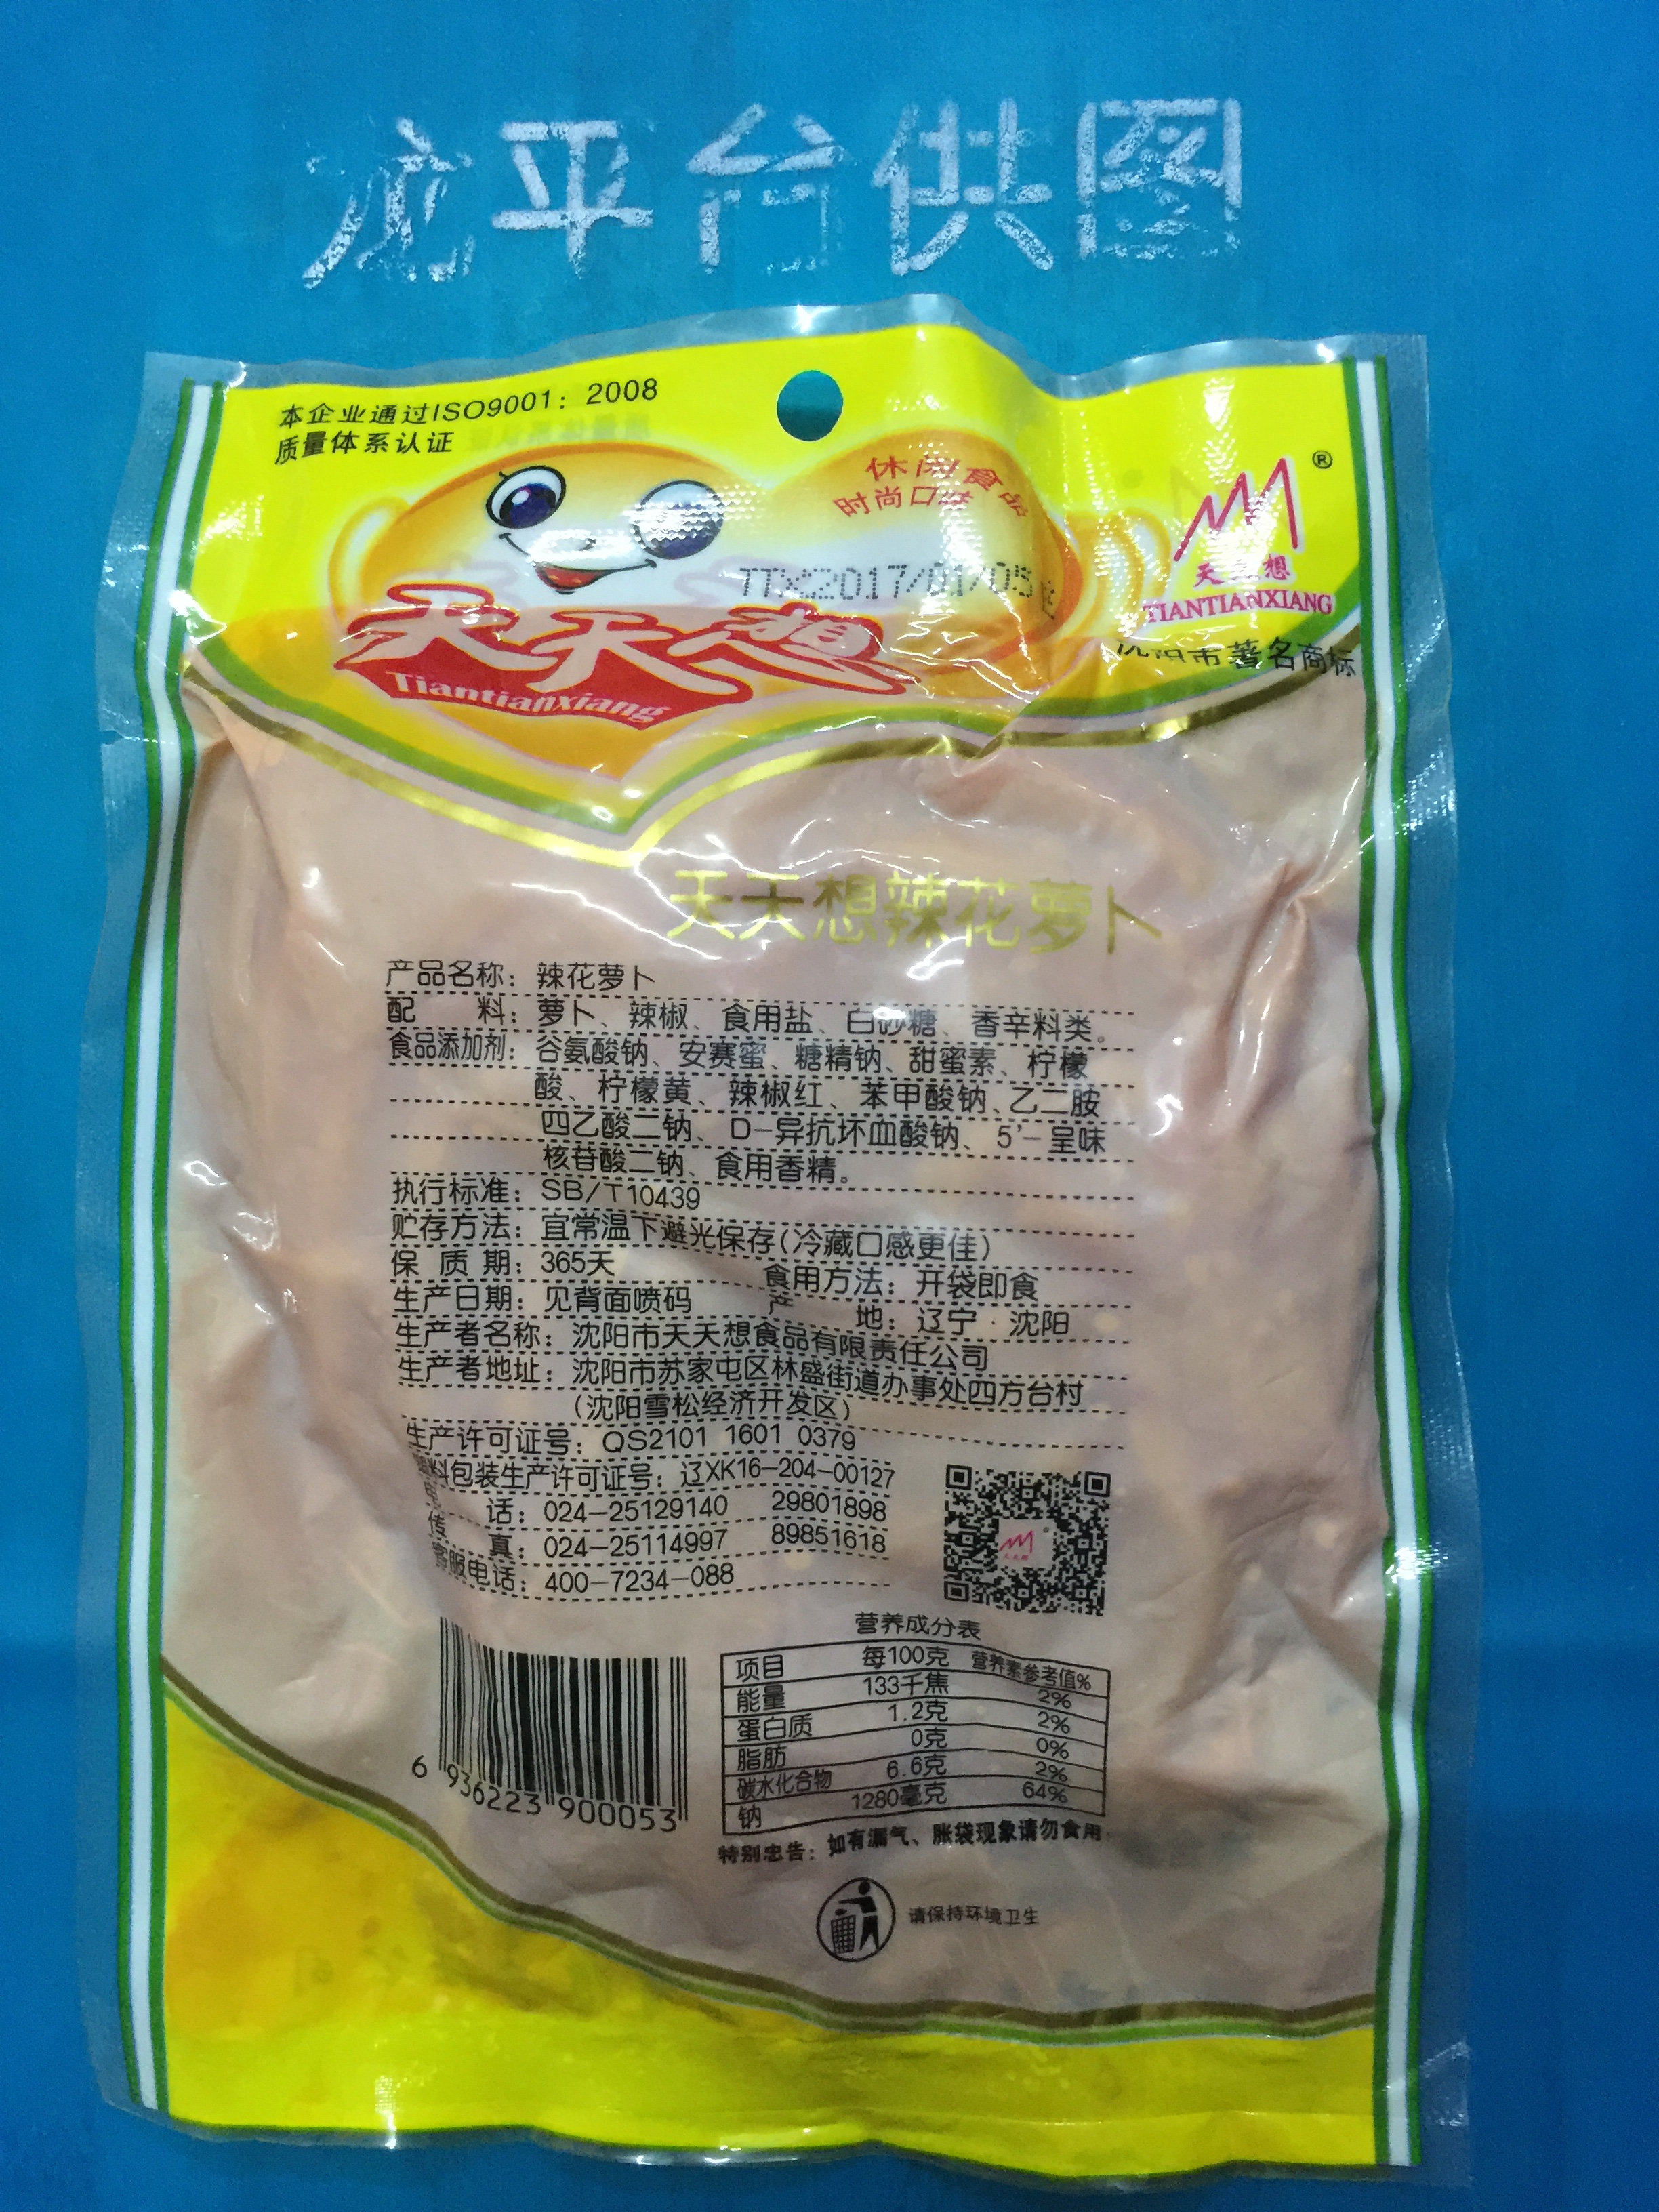 平台供图
本企业通过ISO9001：2008
质量体系认证
休闲食品
时尚口味
TTX2017/01/05
天天想
Tiantianxiang
®
天天想
TIANTIANXIANG
沈阳市著名商标
天天想辣花萝卜
产品名称：辣花萝卜
配 料：萝卜、辣椒、食用盐、白砂糖、香辛料类。
食品添加剂：谷氨酸钠、安赛蜜、糖精钠、甜蜜素、柠檬
酸、柠檬黄、辣椒红、苯甲酸钠、乙二胺
四乙酸二钠、D-异抗坏血酸钠、5'-呈味
核苷酸二钠、食用香精。
执行标准：SB/T10439
贮存方法：宜常温下避光保存(冷藏口感更佳)
保 质 期：365天 食用方法：开袋即食
生产日期：见背面喷码 产 地：辽宁·沈阳
生产者名称：沈阳市天天想食品有限责任公司
生产者地址：沈阳市苏家屯区林盛街道办事处四方台村
(沈阳雪松经济开发区)
生产许可证号：QS2101 1601 0379
塑料包装生产许可证号：辽XK16-204-00127
电 话：024-25129140 29801898
传 真：024-25114997 89851618
客服电话：400-7234-088
6 936223 900053
营养成分表
项目 每100克 营养素参考值%
能量 133千焦 2%
蛋白质 1.2克 2%
脂肪 0克 0%
碳水化合物 6.6克 2%
钠 1280毫克 64%
特别忠告：如有漏气、胀袋现象请勿食用
请保持环境卫生